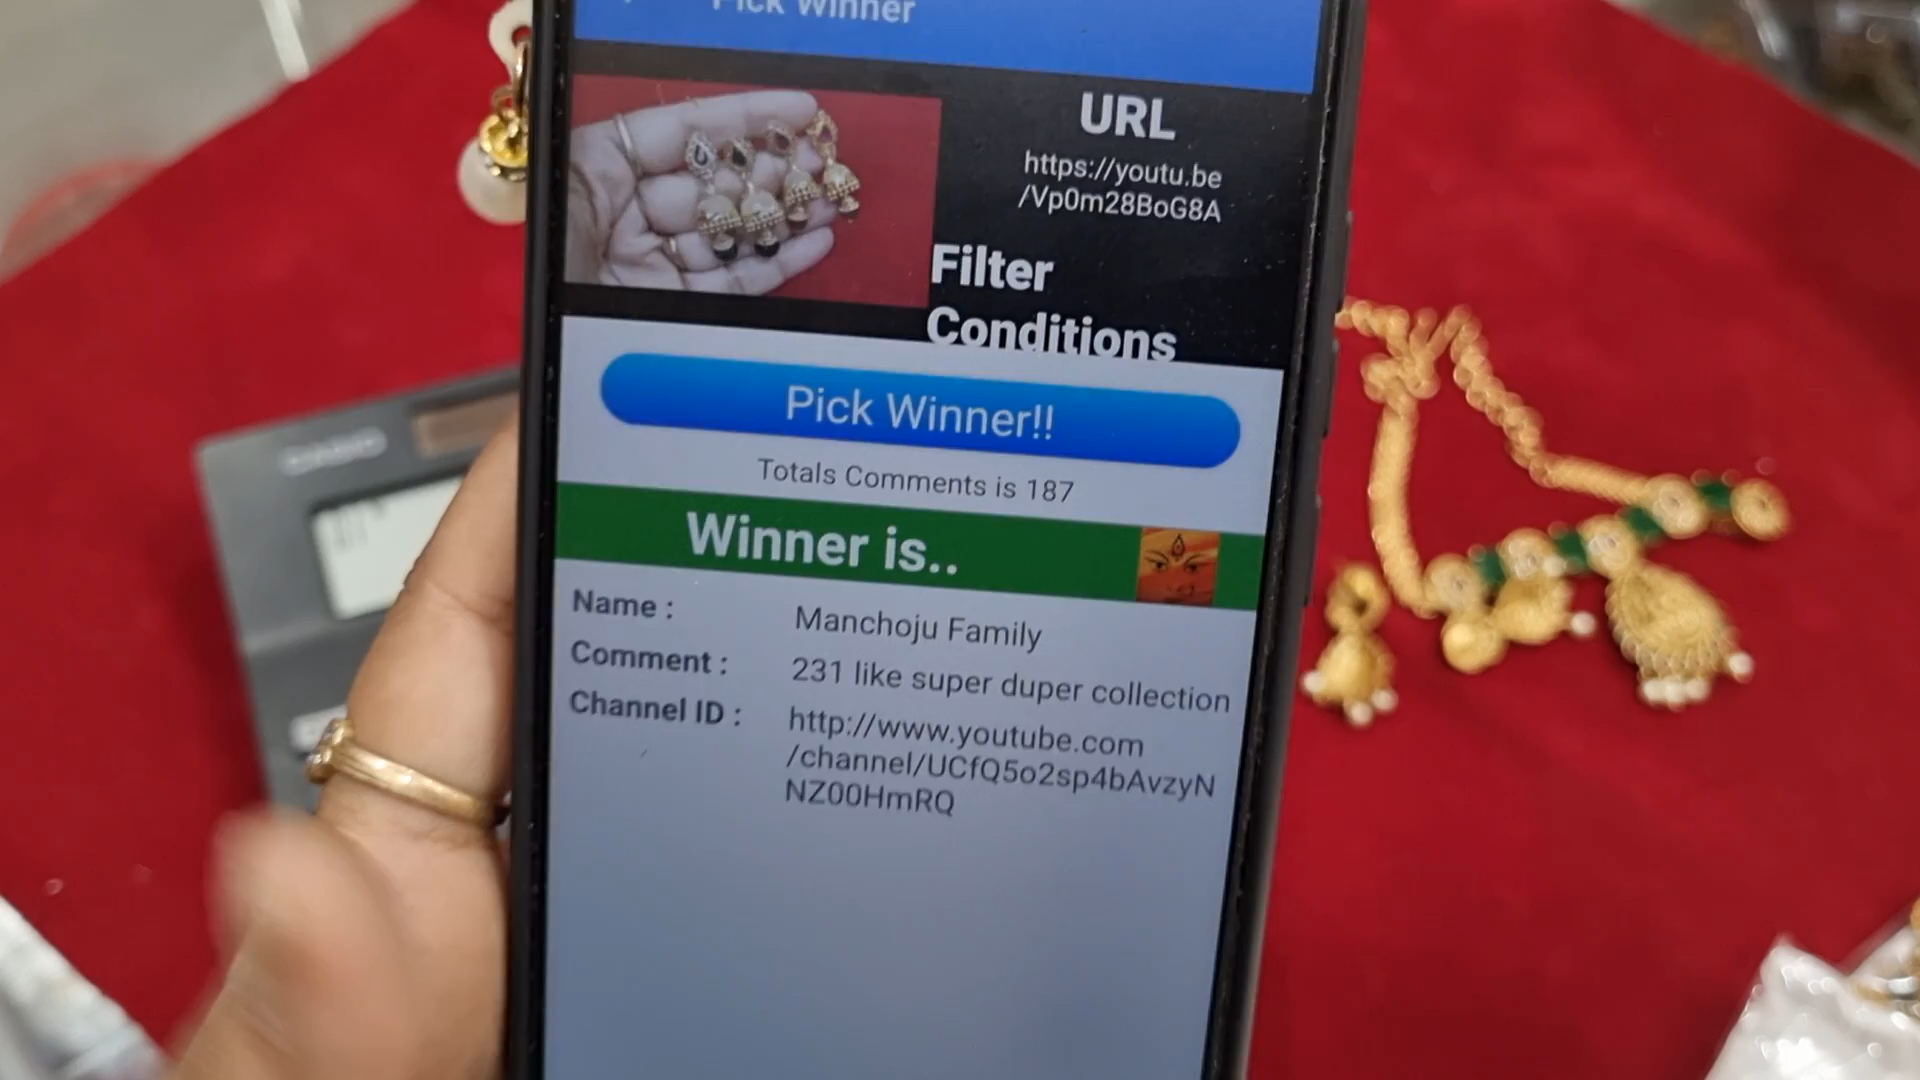 Pick Winner
URL
https://youtu.be
/Vp0m28BoG8A
Filter
Conditions
Pick Winner!!
Totals Comments is 187
Winner is..
Name : Manchoju Family
Comment : 231 like super duper collection
Channel ID : http://www.youtube.com
/channel/UCfQ5o2sp4bAvzyN
NZ00HmRQ
CASIO